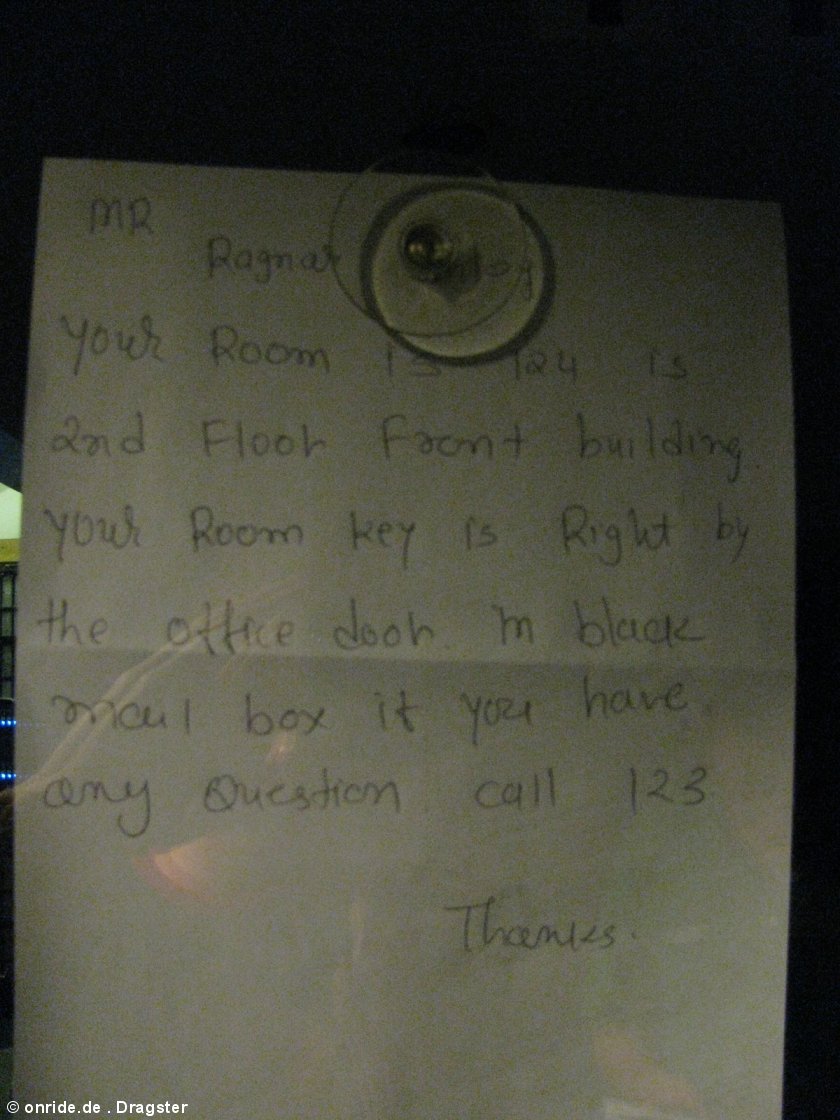 MR
Ragnar
Your Room is 124 is
2nd Floor Front building.
Your Room key is Right by
the office door. In black
mail box if you have.
any Question. call 123
Thanks.
© onride.de . Dragster